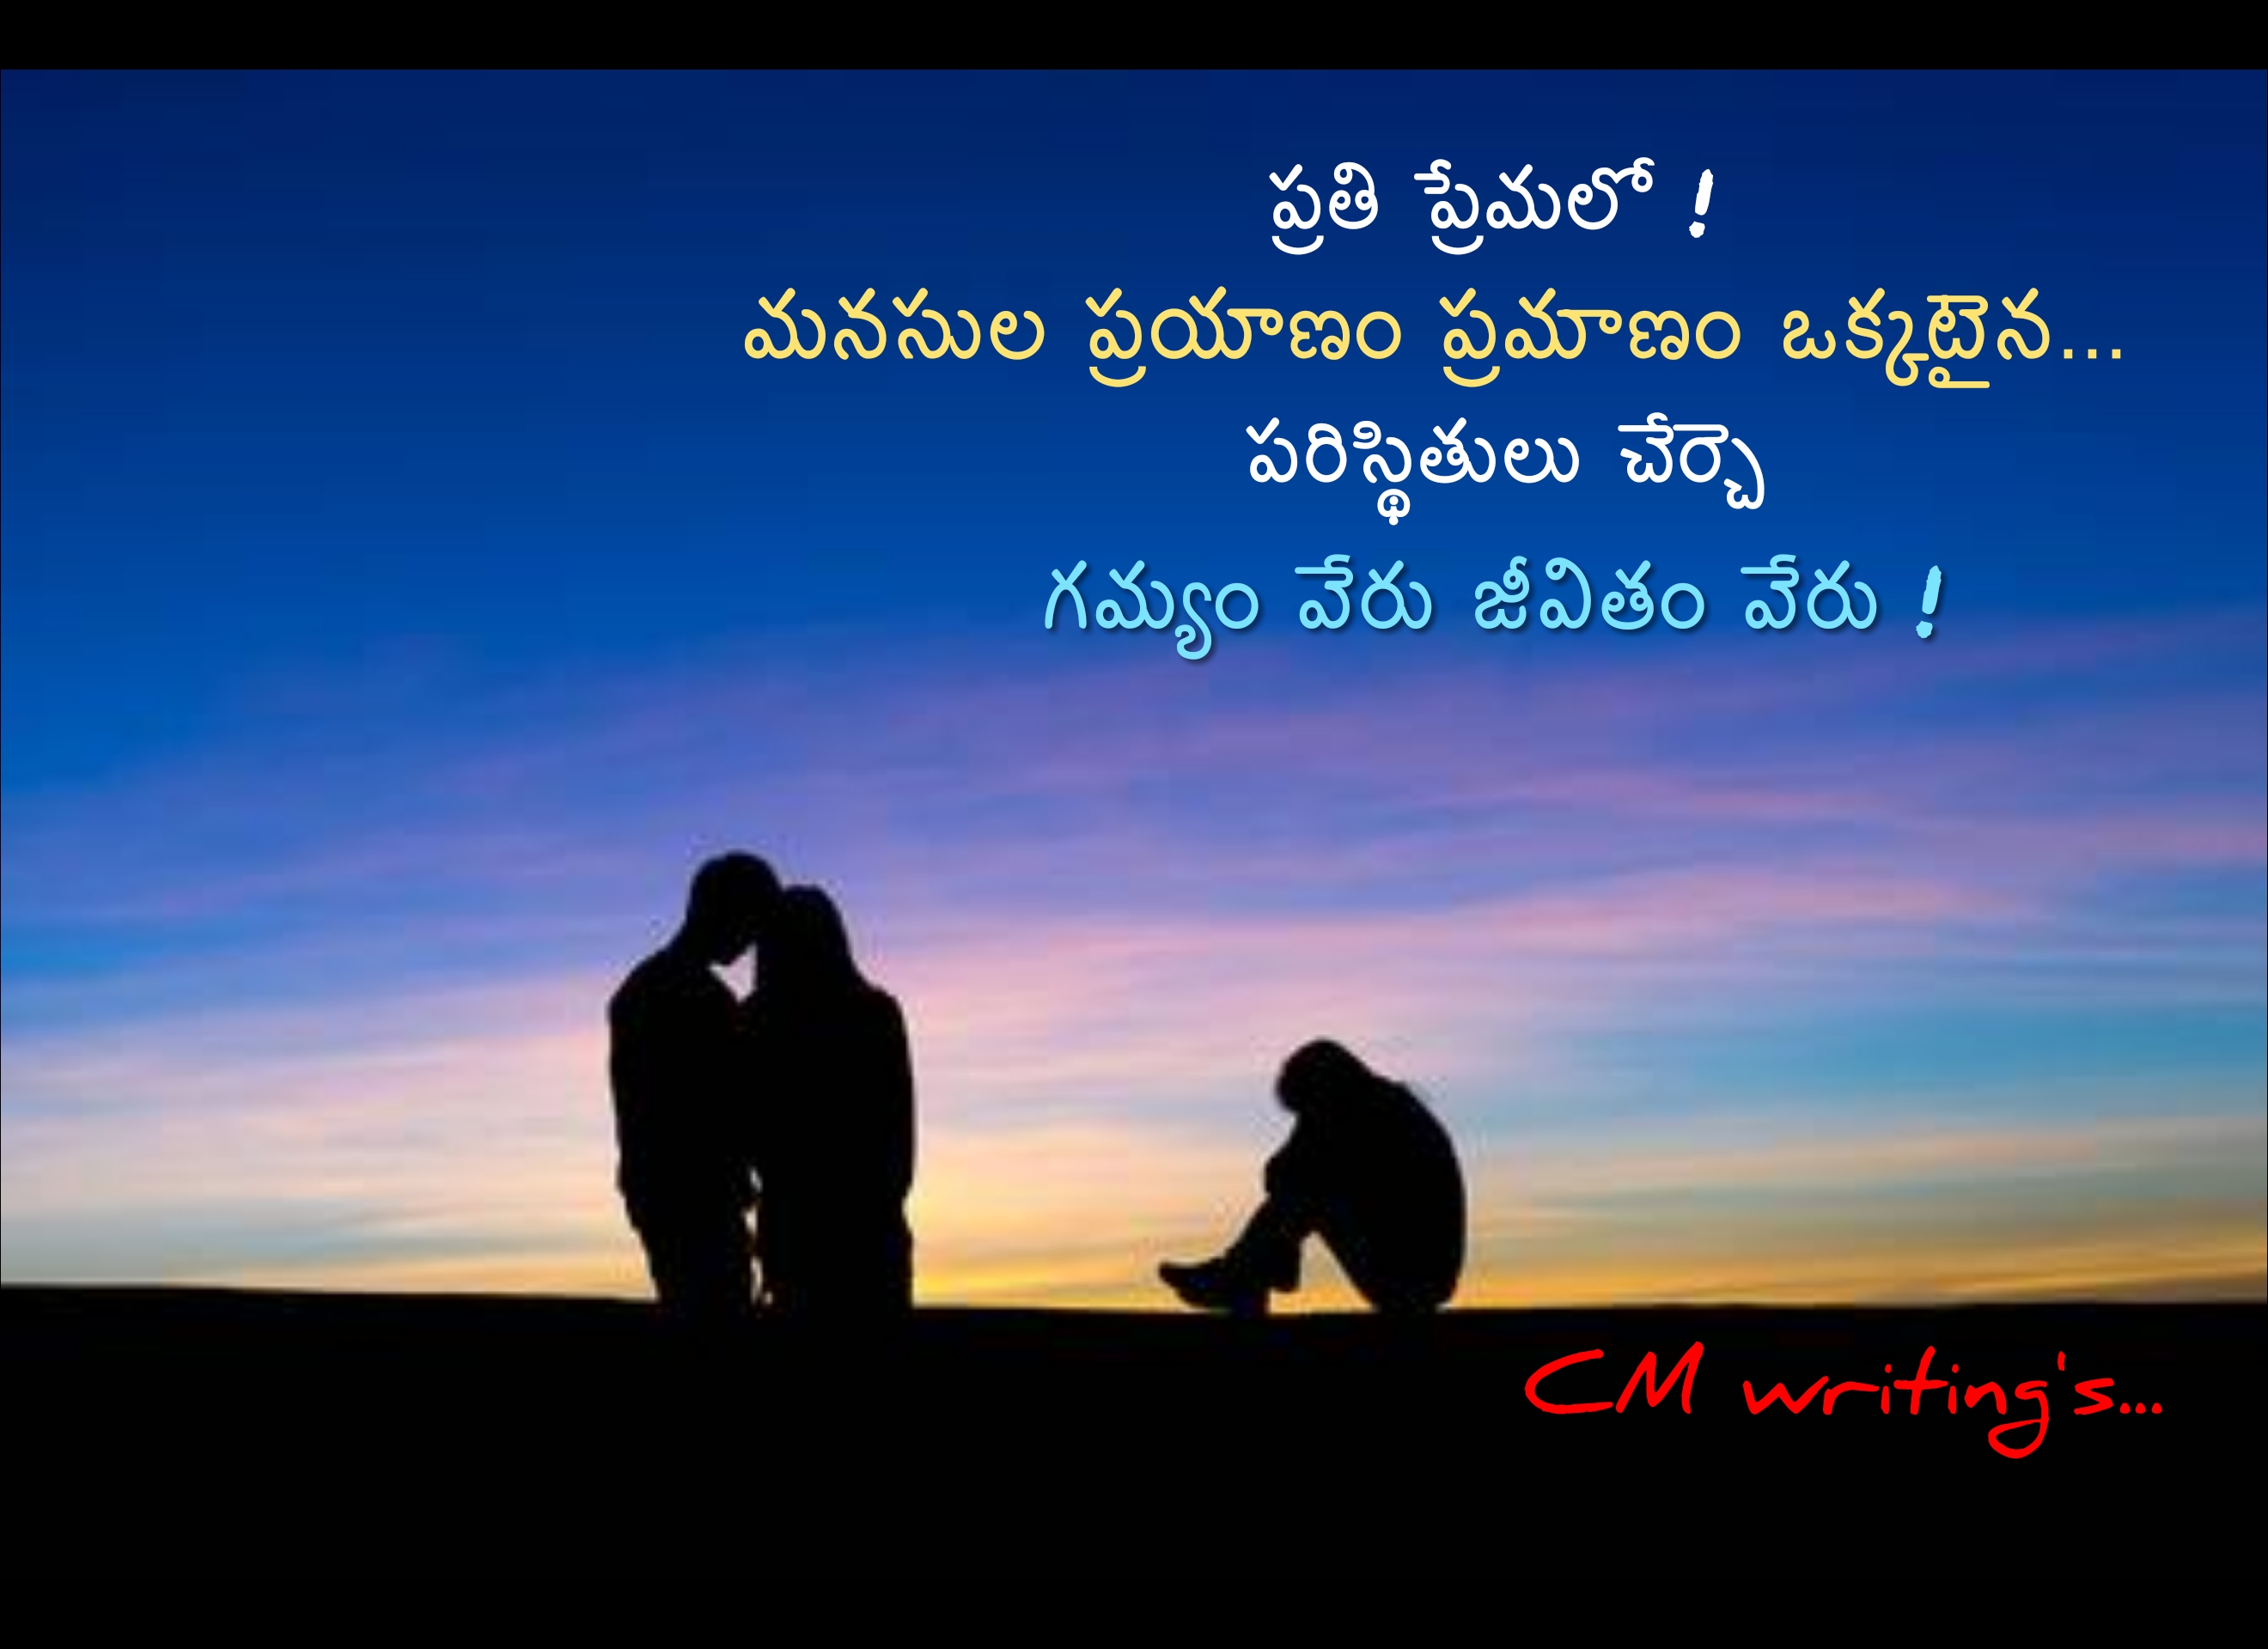 ప్రతి ప్రేమలో !
మనసుల ప్రయాణం ప్రమాణం ఒక్కటైన...
పరిస్థితులు చేర్చె
గమ్యం వేరు జీవితం వేరు !
CM writing's...